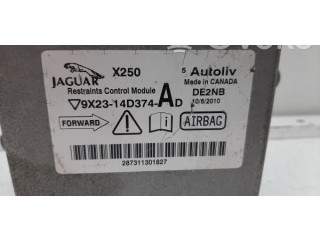 JAGUAR X250 5 Autoliv
Made in CANADA
Restraints Control Module DE2NB
9X23-14D374-AD 10/6/2010
FORWARD i AIRBAG
287311301827